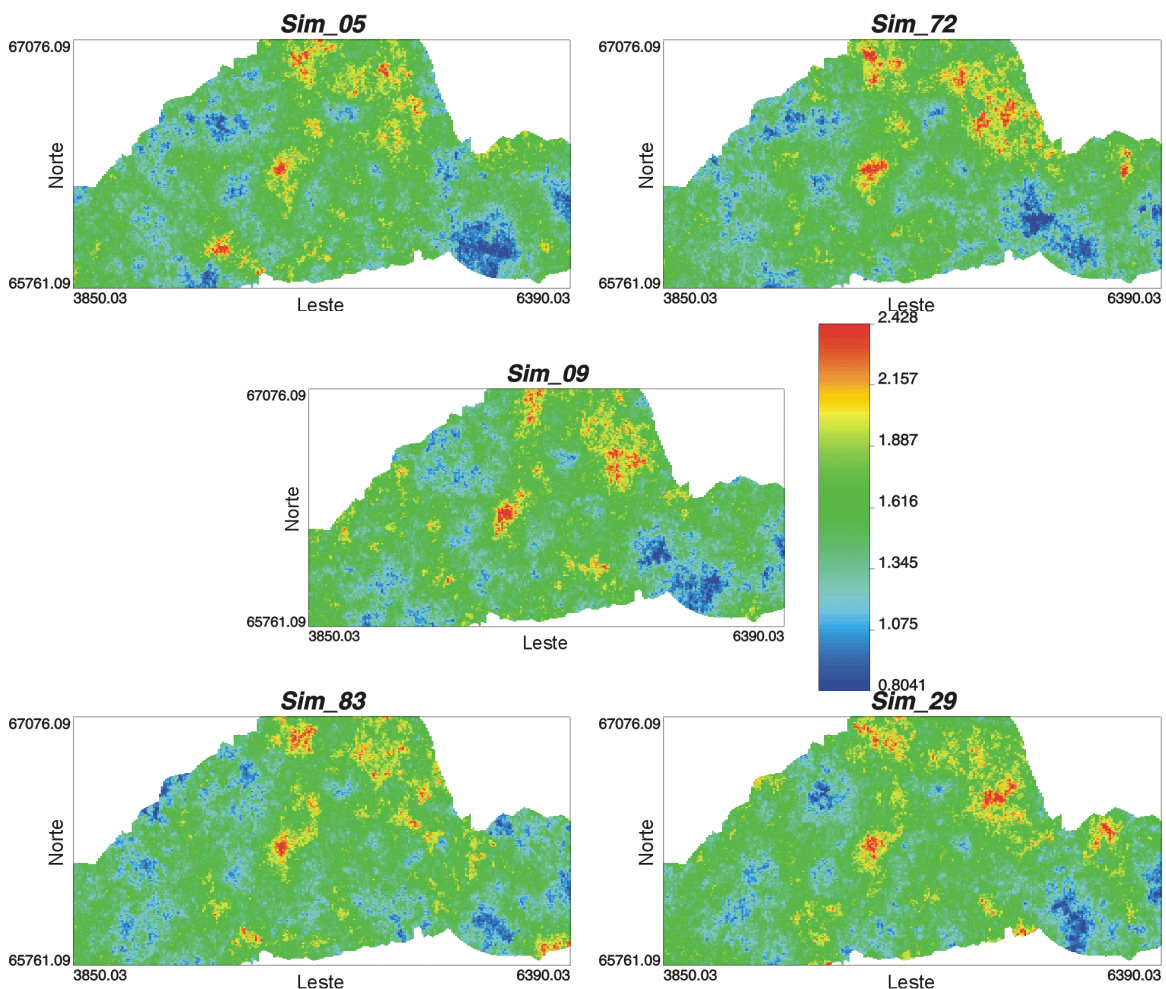 Sim_05
67076.09
Norte
65761.09
3850.03
Leste
6390.03
Sim_72
67076.09
Norte
65761.09
3850.03
Leste
6390.03
Sim_09
67076.09
Norte
65761.09
3850.03
Leste
6390.03
2.428
2.157
1.887
1.616
1.345
1.075
0.8041
Sim_83
67076.09
Norte
65761.09
3850.03
Leste
6390.03
Sim_29
67076.09
Norte
65761.09
3850.03
Leste
6390.03